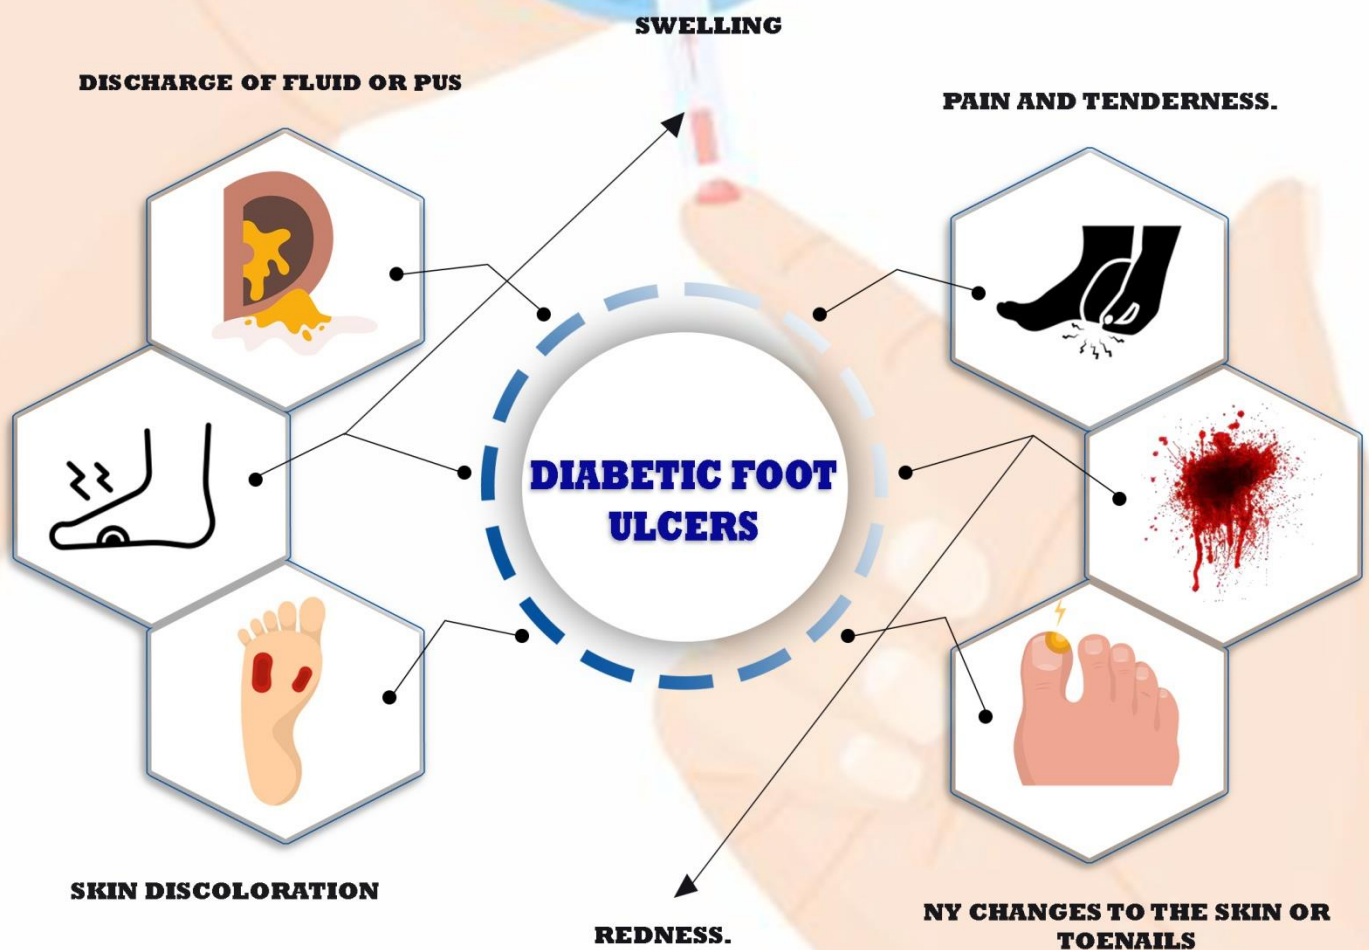 SWELLING
DISCHARGE OF FLUID OR PUS
PAIN AND TENDERNESS.
DIABETIC FOOT
ULCERS
SKIN DISCOLORATION
REDNESS.
NY CHANGES TO THE SKIN OR
TOENAILS